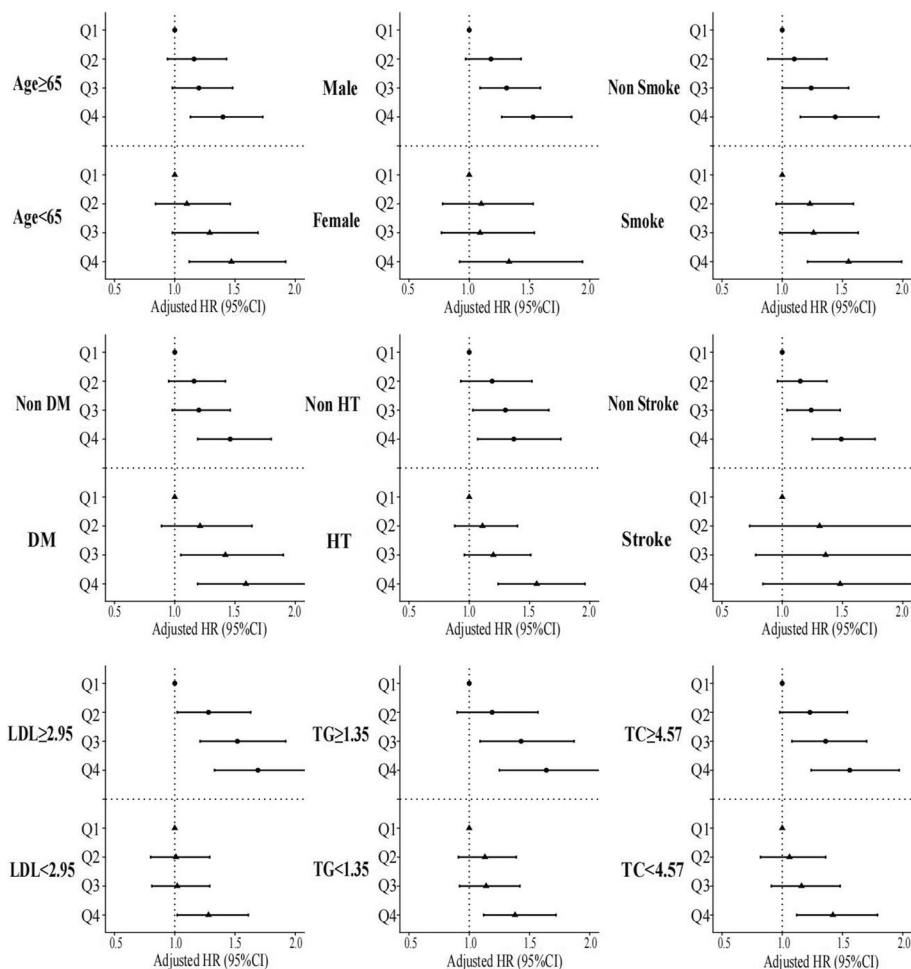 Age≥65
Q1
Q2
Q3
Q4
Age<65
Q1
Q2
Q3
Q4
0.5 1.0 1.5 2.0
Adjusted HR (95%CI)
Male
Q1
Q2
Q3
Q4
Female
Q1
Q2
Q3
Q4
0.5 1.0 1.5 2.0
Adjusted HR (95%CI)
Non Smoke
Q1
Q2
Q3
Q4
Smoke
Q1
Q2
Q3
Q4
0.5 1.0 1.5 2.0
Adjusted HR (95%CI)
Non DM
Q1
Q2
Q3
Q4
DM
Q1
Q2
Q3
Q4
0.5 1.0 1.5 2.0
Adjusted HR (95%CI)
Non HT
Q1
Q2
Q3
Q4
HT
Q1
Q2
Q3
Q4
0.5 1.0 1.5 2.0
Adjusted HR (95%CI)
Non Stroke
Q1
Q2
Q3
Q4
Stroke
Q1
Q2
Q3
Q4
0.5 1.0 1.5 2.0
Adjusted HR (95%CI)
LDL≥2.95
Q1
Q2
Q3
Q4
LDL<2.95
Q1
Q2
Q3
Q4
0.5 1.0 1.5 2.0
Adjusted HR (95%CI)
TG≥1.35
Q1
Q2
Q3
Q4
TG<1.35
Q1
Q2
Q3
Q4
0.5 1.0 1.5 2.0
Adjusted HR (95%CI)
TC≥4.57
Q1
Q2
Q3
Q4
TC<4.57
Q1
Q2
Q3
Q4
0.5 1.0 1.5 2.0
Adjusted HR (95%CI)